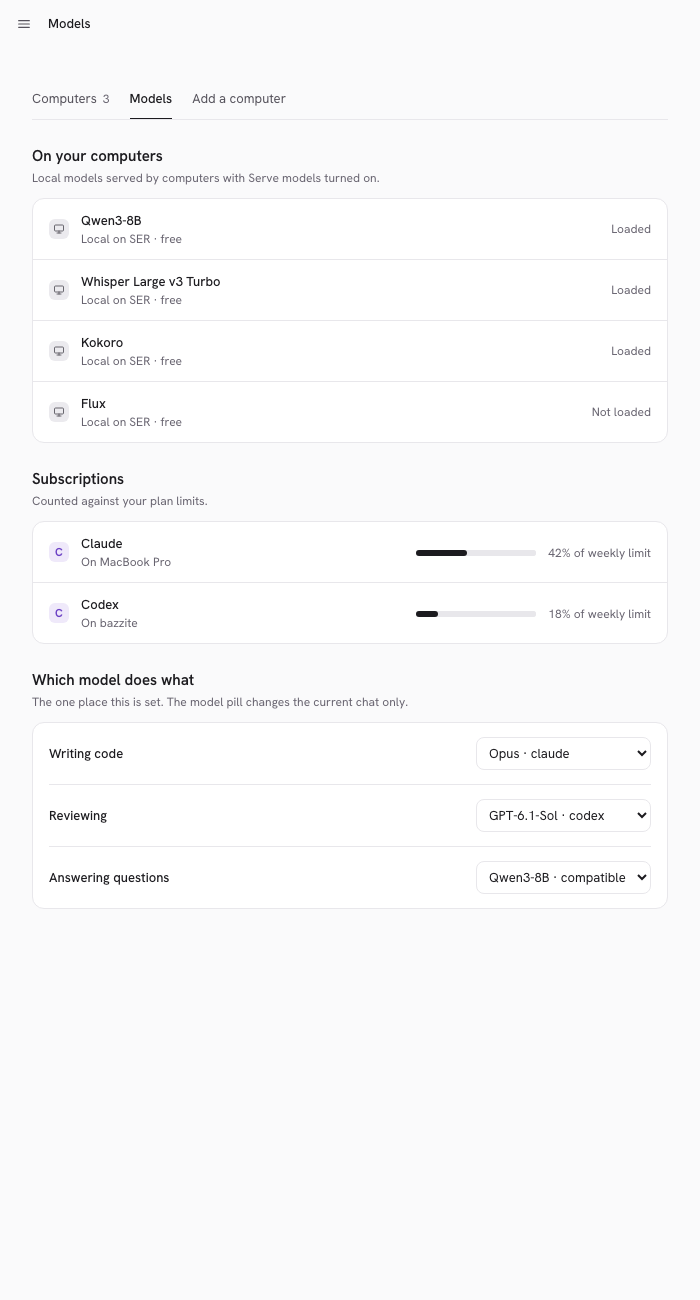 Models
Computers 3 Models Add a computer
On your computers
Local models served by computers with Serve models turned on.
Qwen3-8B
Local on SER · free
Loaded
Whisper Large v3 Turbo
Local on SER · free
Loaded
Kokoro
Local on SER · free
Loaded
Flux
Local on SER · free
Not loaded
Subscriptions
Counted against your plan limits.
C
Claude
On MacBook Pro
42% of weekly limit
C
Codex
On bazzite
18% of weekly limit
Which model does what
The one place this is set. The model pill changes the current chat only.
Writing code
Opus · claude
Reviewing
GPT-6.1-Sol · codex
Answering questions
Qwen3-8B · compatible